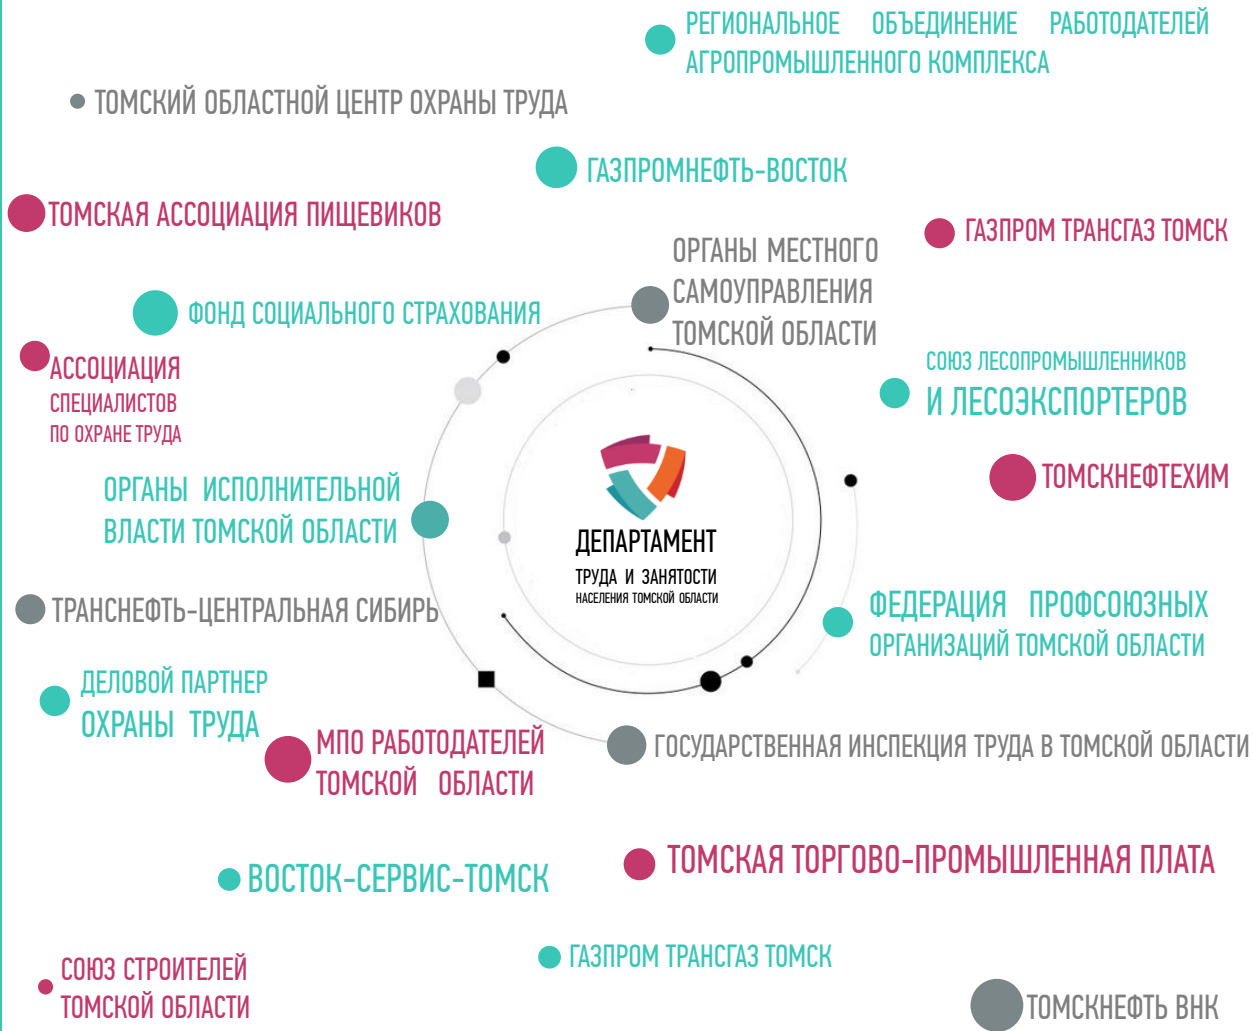 РЕГИОНАЛЬНОЕ ОБЪЕДИНЕНИЕ РАБОТОДАТЕЛЕЙ
АГРОПРОМЫШЛЕННОГО КОМПЛЕКСА
ТОМСКИЙ ОБЛАСТНОЙ ЦЕНТР ОХРАНЫ ТРУДА
ГАЗПРОМНЕФТЬ-ВОСТОК
ТОМСКАЯ АССОЦИАЦИЯ ПИЩЕВИКОВ
ГАЗПРОМ ТРАНСГАЗ ТОМСК
ОРГАНЫ МЕСТНОГО
САМОУПРАВЛЕНИЯ
ТОМСКОЙ ОБЛАСТИ
ФОНД СОЦИАЛЬНОГО СТРАХОВАНИЯ
АССОЦИАЦИЯ
СПЕЦИАЛИСТОВ
ПО ОХРАНЕ ТРУДА
СОЮЗ ЛЕСОПРОМЫШЛЕННИКОВ
И ЛЕСОЭКСПОРТЕРОВ
ТОМСКНЕФТЕХИМ
ОРГАНЫ ИСПОЛНИТЕЛЬНОЙ
ВЛАСТИ ТОМСКОЙ ОБЛАСТИ
ДЕПАРТАМЕНТ
ТРУДА И ЗАНЯТОСТИ
НАСЕЛЕНИЯ ТОМСКОЙ ОБЛАСТИ
ТРАНСНЕФТЬ-ЦЕНТРАЛЬНАЯ СИБИРЬ
ФЕДЕРАЦИЯ ПРОФСОЮЗНЫХ
ОРГАНИЗАЦИЙ ТОМСКОЙ ОБЛАСТИ
ДЕЛОВОЙ ПАРТНЕР
ОХРАНЫ ТРУДА
МПО РАБОТОДАТЕЛЕЙ
ТОМСКОЙ ОБЛАСТИ
ГОСУДАРСТВЕННАЯ ИНСПЕКЦИЯ ТРУДА В ТОМСКОЙ ОБЛАСТИ
ТОМСКАЯ ТОРГОВО-ПРОМЫШЛЕННАЯ ПЛАТА
ВОСТОК-СЕРВИС-ТОМСК
ГАЗПРОМ ТРАНСГАЗ ТОМСК
СОЮЗ СТРОИТЕЛЕЙ
ТОМСКОЙ ОБЛАСТИ
ТОМСКНЕФТЬ ВНК